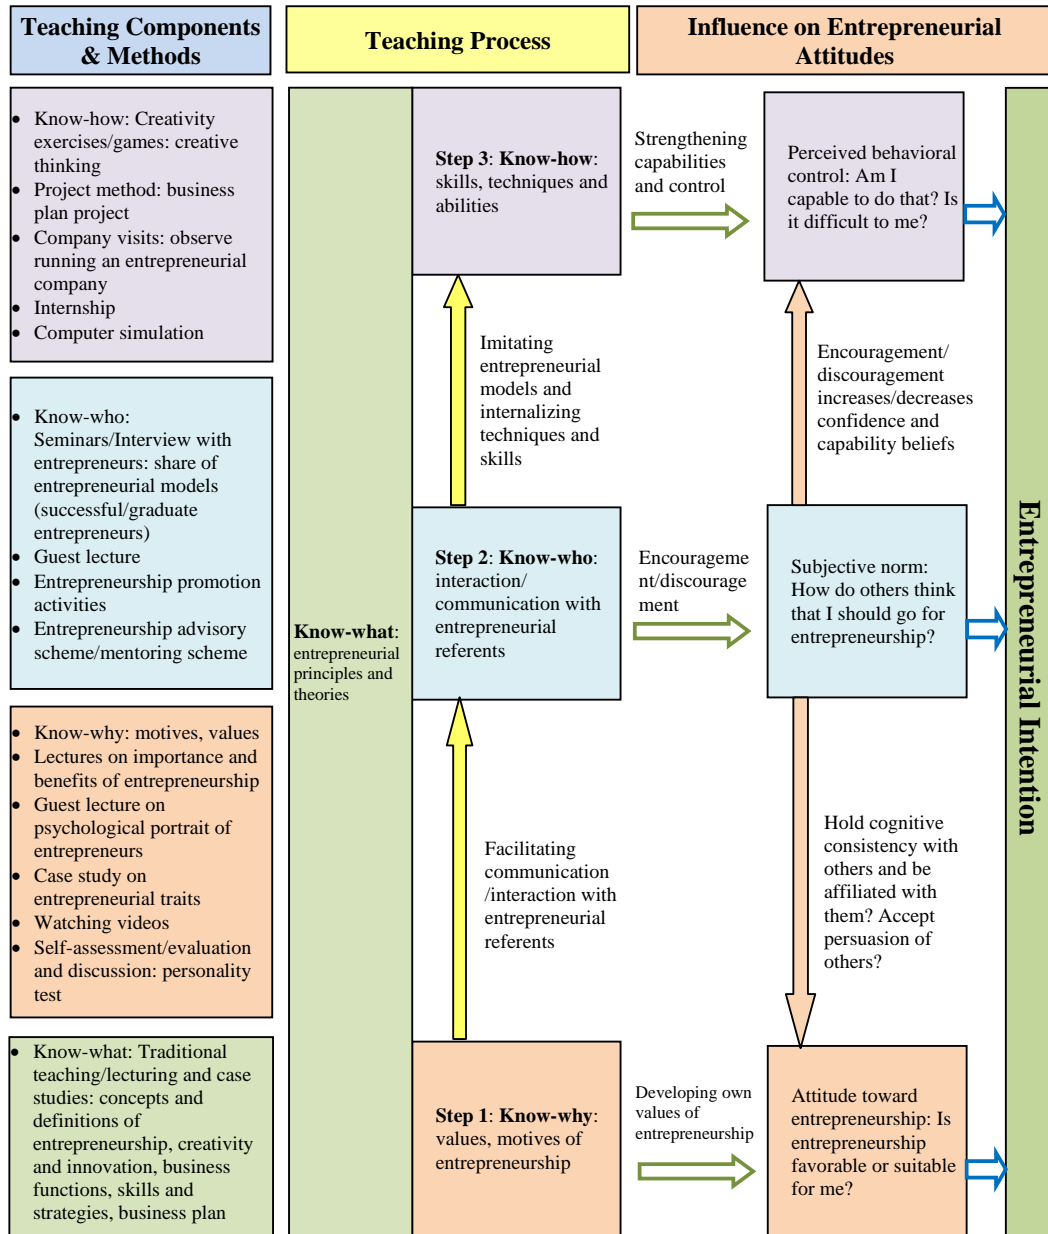 Teaching Components
& Methods
Teaching Process
Influence on Entrepreneurial
Attitudes
• Know-how: Creativity
exercises/games: creative
thinking
• Project method: business
plan project
• Company visits: observe
running an entrepreneurial
company
• Internship
• Computer simulation
• Know-who:
Seminars/Interview with
entrepreneurs: share of
entrepreneurial models
(successful/graduate
entrepreneurs)
• Guest lecture
• Entrepreneurship promotion
activities
• Entrepreneurship advisory
scheme/mentoring scheme
• Know-why: motives, values
• Lectures on importance and
benefits of entrepreneurship
• Guest lecture on
psychological portrait of
entrepreneurs
• Case study on
entrepreneurial traits
• Watching videos
• Self-assessment/evaluation
and discussion: personality
test
• Know-what: Traditional
teaching/lecturing and case
studies: concepts and
definitions of
entrepreneurship, creativity
and innovation, business
functions, skills and
strategies, business plan
Know-what:
entrepreneurial
principles and
theories
Step 3: Know-how:
skills, techniques and
abilities
Imitating
entrepreneurial
models and
internalizing
techniques and
skills
Step 2: Know-who:
interaction/
communication with
entrepreneurial
referents
Facilitating
communication
/interaction with
entrepreneurial
referents
Step 1: Know-why:
values, motives of
entrepreneurship
Strengthening
capabilities
and control
Encourageme
nt/discourage
ment
Developing own
values of
entrepreneurship
Perceived behavioral
control: Am I
capable to do that? Is
it difficult to me?
Encouragement/
discouragement
increases/decreases
confidence and
capability beliefs
Subjective norm:
How do others think
that I should go for
entrepreneurship?
Hold cognitive
consistency with
others and be
affiliated with
them? Accept
persuasion of
others?
Attitude toward
entrepreneurship: Is
entrepreneurship
favorable or suitable
for me?
Entrepreneurial Intention